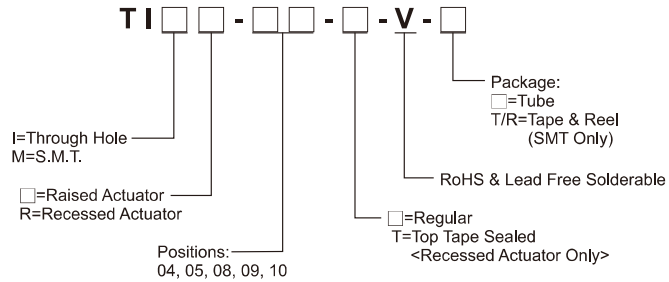 TI□□-□□-□-V-□
Package:
□=Tube
T/R=Tape & Reel
(SMT Only)
I=Through Hole
M=S.M.T.
RoHS & Lead Free Solderable
□=Raised Actuator
R=Recessed Actuator
□=Regular
T=Top Tape Sealed
<Recessed Actuator Only>
Positions:
04, 05, 08, 09, 10